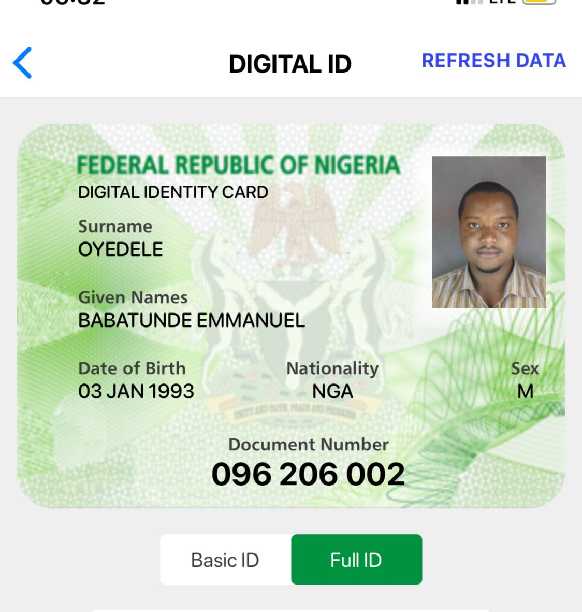 DIGITAL ID
REFRESH DATA
FEDERAL REPUBLIC OF NIGERIA
DIGITAL IDENTITY CARD
Surname
OYEDELE
Given Names
BABATUNDE EMMANUEL
Date of Birth Nationality Sex
03 JAN 1993 NGA M
Document Number
096 206 002
Basic ID Full ID